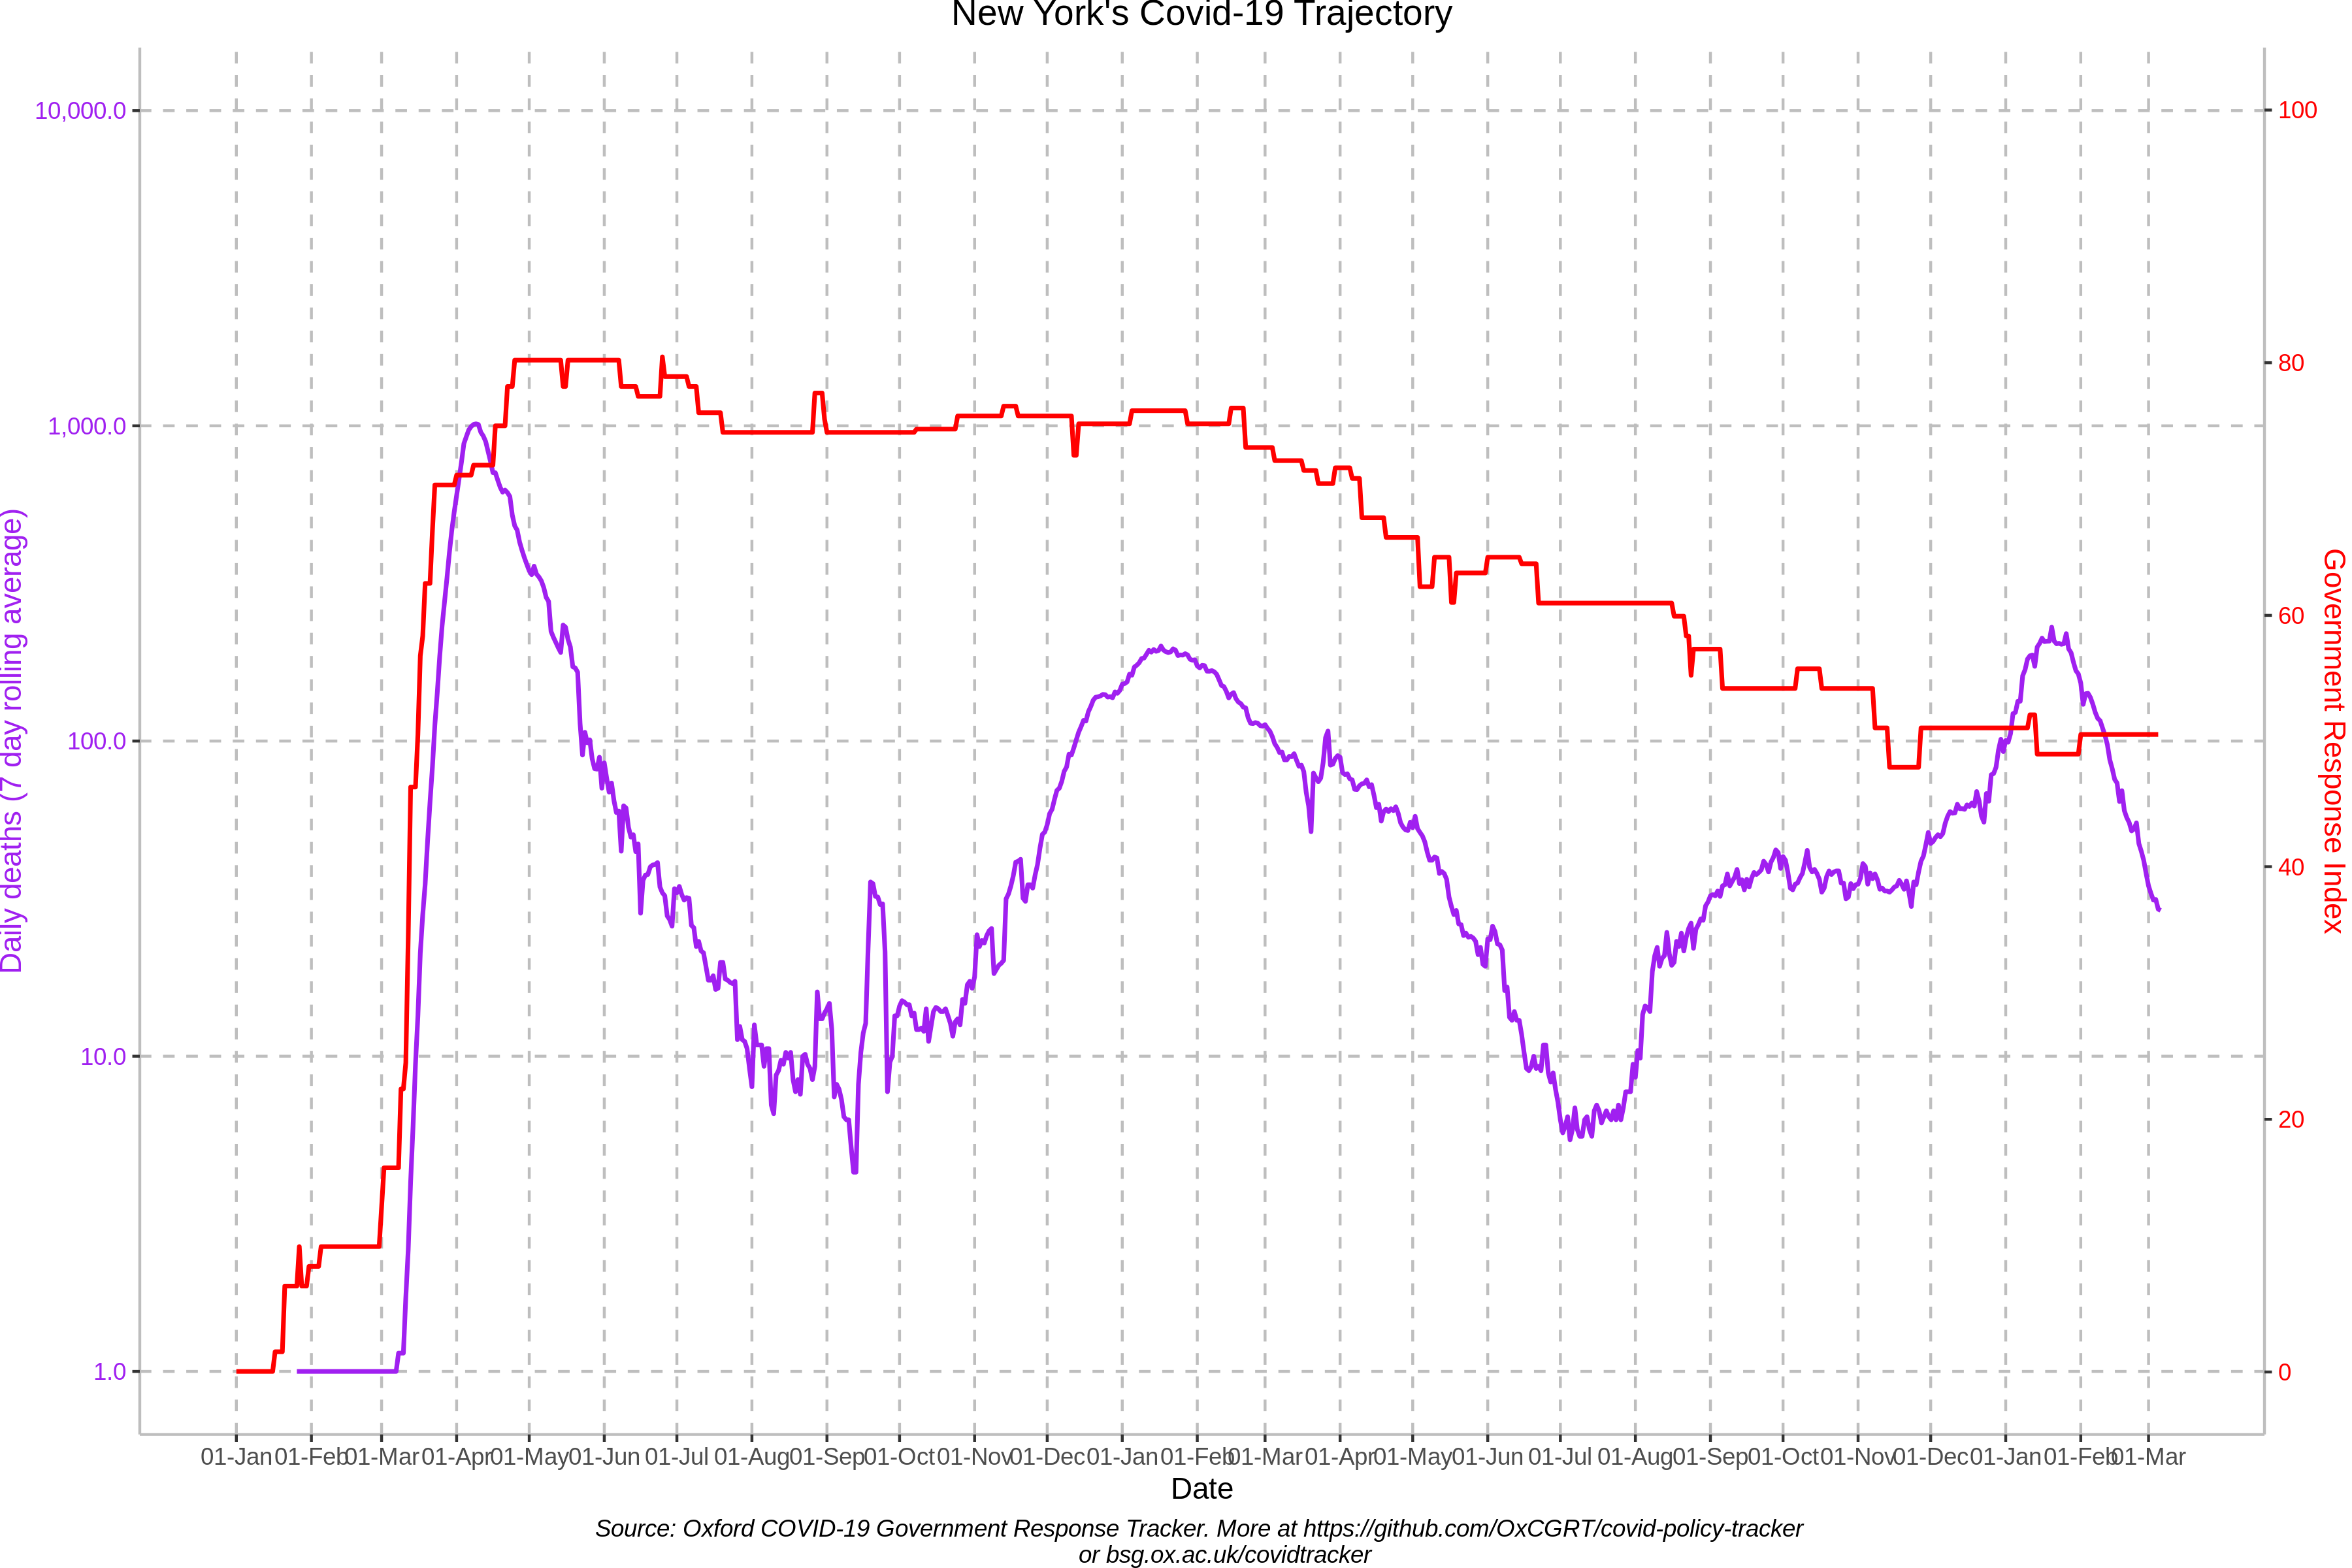 New York's Covid-19 Trajectory
10,000.0
1,000.0
100.0
10.0
1.0
Daily deaths (7 day rolling average)
100
80
60
40
20
0
Government Response Index
01-Jan 01-Feb 01-Mar 01-Apr 01-May 01-Jun 01-Jul 01-Aug 01-Sep 01-Oct 01-Nov 01-Dec 01-Jan 01-Feb 01-Mar 01-Apr 01-May 01-Jun 01-Jul 01-Aug 01-Sep 01-Oct 01-Nov 01-Dec 01-Jan 01-Feb 01-Mar
Date
Source: Oxford COVID-19 Government Response Tracker. More at https://github.com/OxCGRT/covid-policy-tracker
or bsg.ox.ac.uk/covidtracker